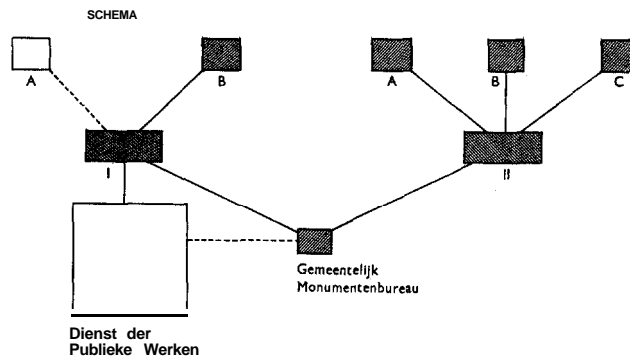 SCHEMA
A
B
A
B
C
I
II
Gemeentelijk
Monumentenbureau
Dienst der
Publieke Werken